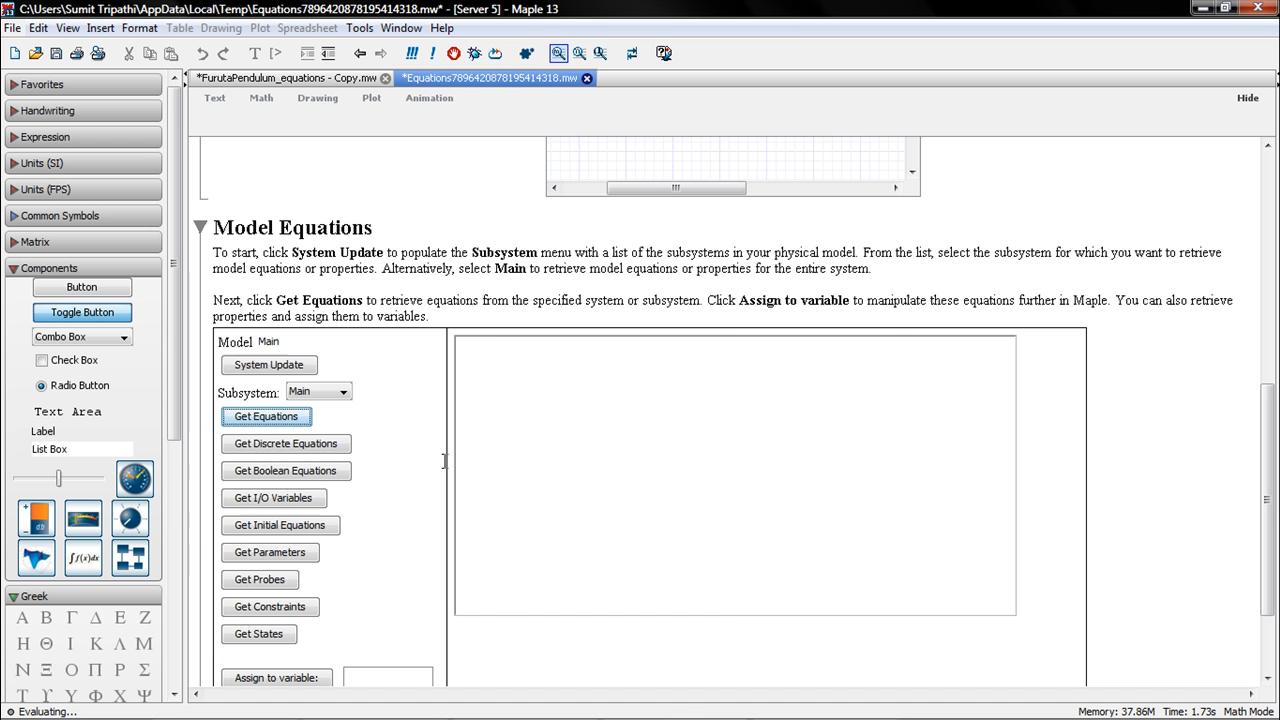 C:\Users\Sumit Tripathi\AppData\Local\Temp\Equations7896420878195414318.mw* - [Server 5] - Maple 13
File Edit View Insert Format Table Drawing Plot Spreadsheet Tools Window Help
*FurutaPendulum_equations - Copy.mw *Equations7896420878195414318.mw
Text Math Drawing Plot Animation Hide
Favorites
Handwriting
Expression
Units (SI)
Units (FPS)
Common Symbols
Matrix
Components
Button
Toggle Button
Combo Box
Check Box
Radio Button
Text Area
Label
List Box
∫f(x)dx
Greek
Α Β Γ Δ Ε Ζ
Η Θ Ι Κ Λ Μ
Ν Ξ Ο Π Ρ Σ
Τ Υ Φ Χ Ψ
Model Equations
To start, click System Update to populate the Subsystem menu with a list of the subsystems in your physical model. From the list, select the subsystem for which you want to retrieve
model equations or properties. Alternatively, select Main to retrieve model equations or properties for the entire system.
Next, click Get Equations to retrieve equations from the specified system or subsystem. Click Assign to variable to manipulate these equations further in Maple. You can also retrieve
properties and assign them to variables.
Model Main
System Update
Subsystem: Main
Get Equations
Get Discrete Equations
Get Boolean Equations
Get I/O Variables
Get Initial Equations
Get Parameters
Get Probes
Get Constraints
Get States
Assign to variable:
Evaluating... Memory: 37.86M Time: 1.73s Math Mode